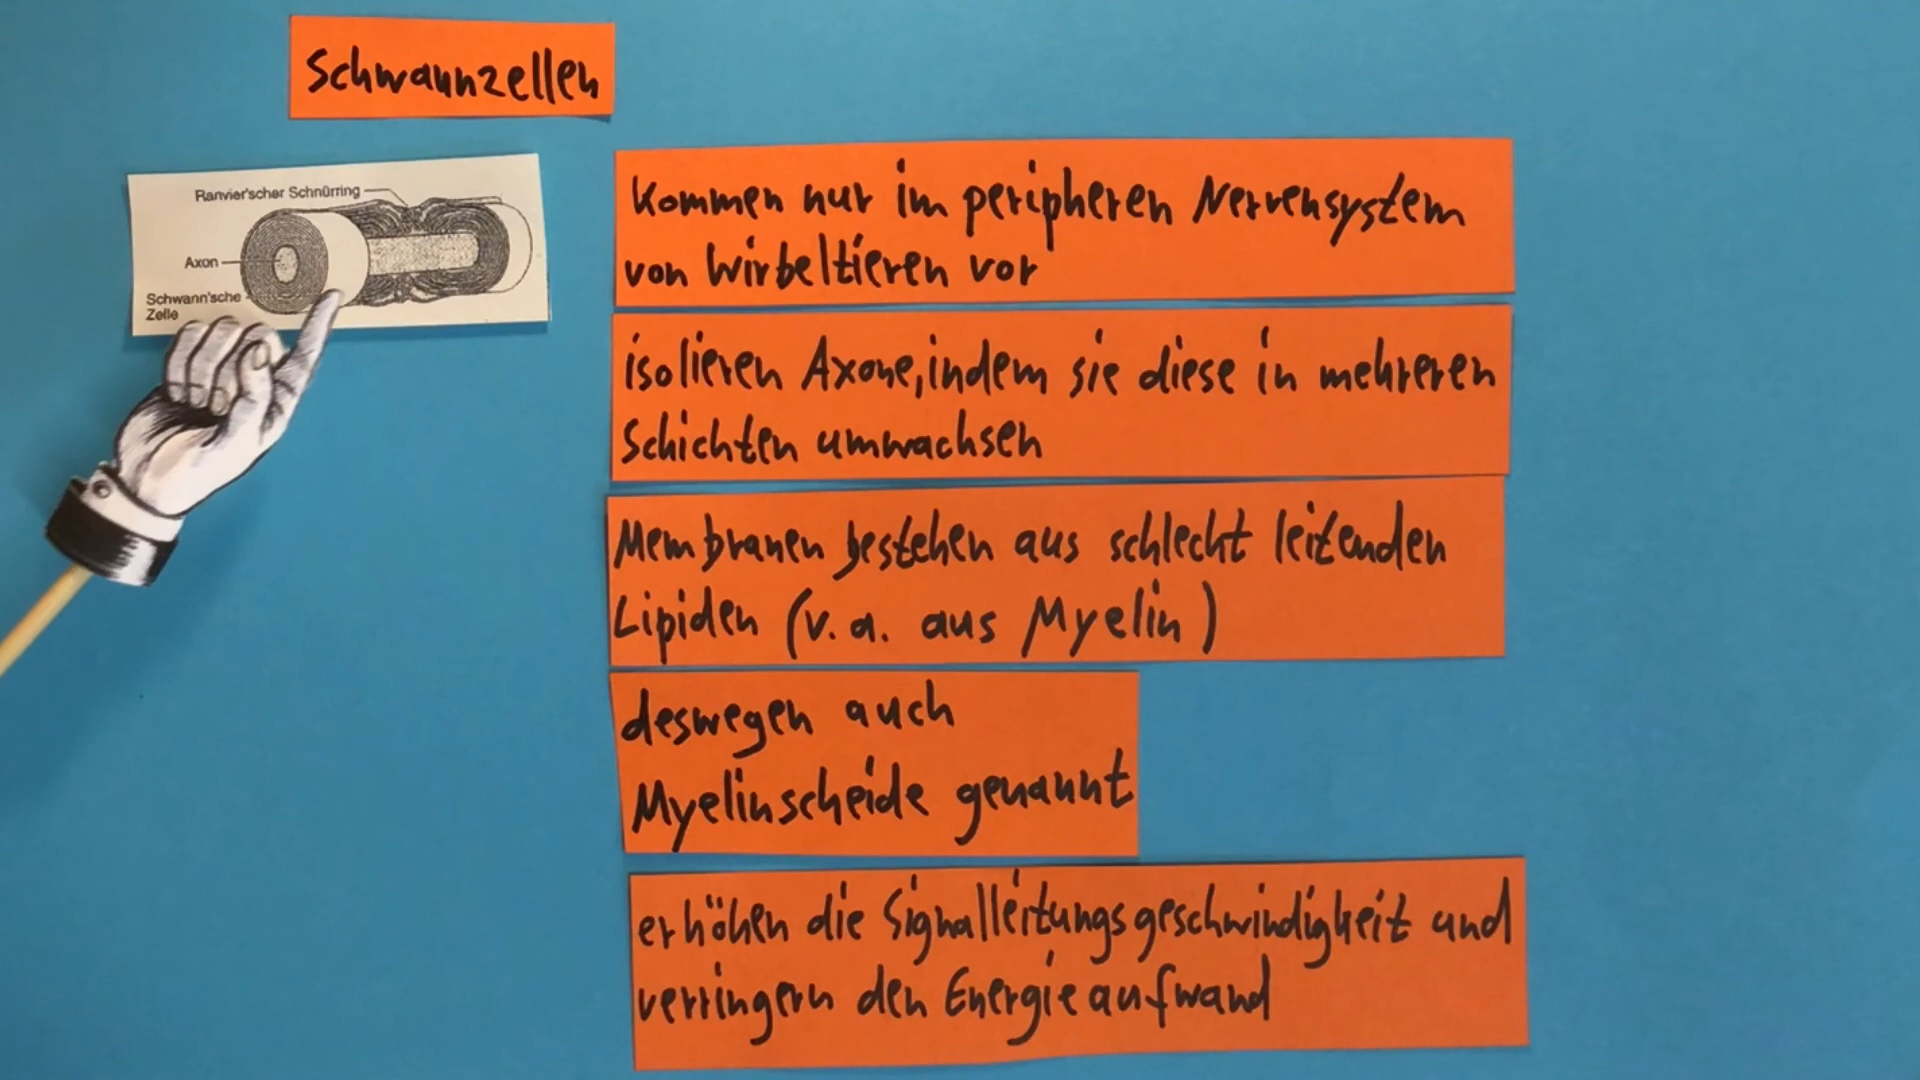 Schwannzellen
Ranvier'scher Schnürring
Axon
Schwann'sche
Zelle
kommen nur im peripheren Nervensystem
von Wirbeltieren vor
isolieren Axone, indem sie diese in mehreren
Schichten umwachsen
Membranen bestehen aus schlecht leitenden
Lipiden (v.a. aus Myelin)
deswegen auch
Myelinscheide genannt
erhöhen die Signalleitungsgeschwindigkeit und
verringern den Energieaufwand